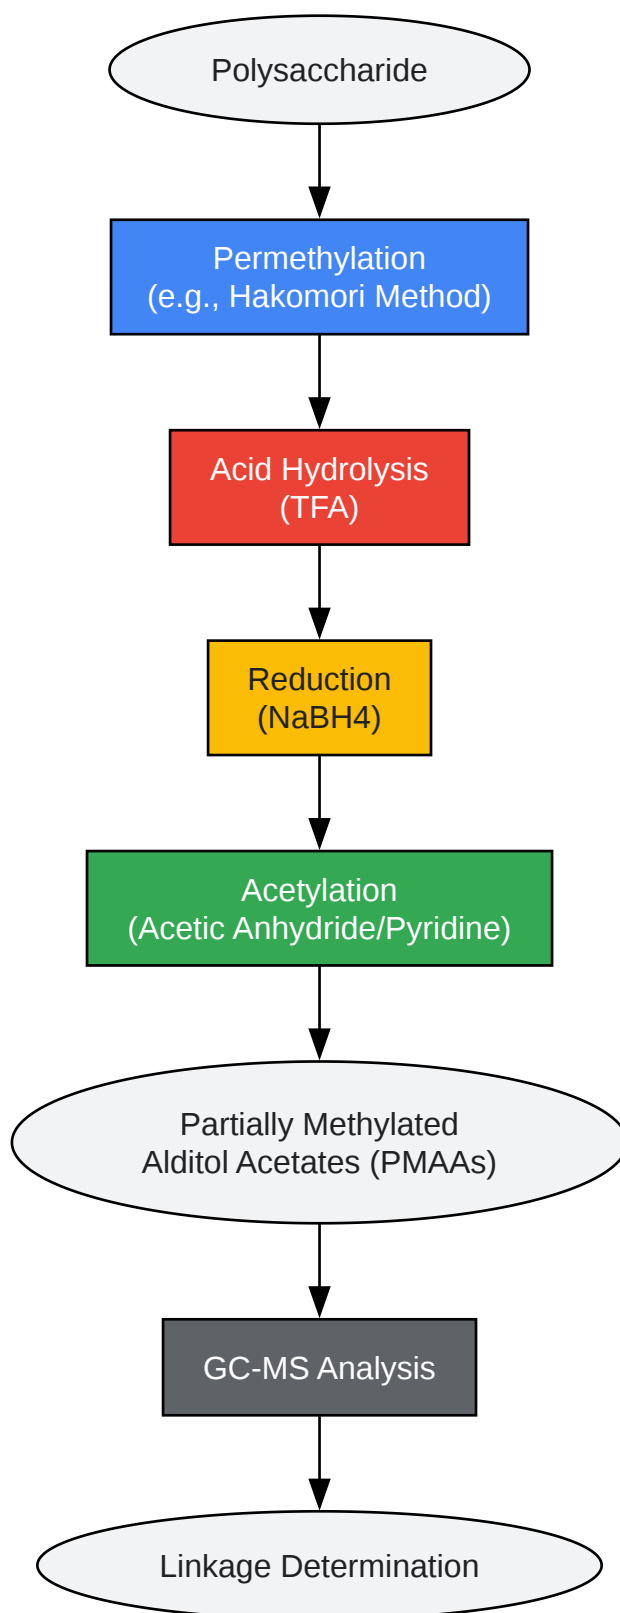 Polysaccharide
Permethylation
(e.g., Hakomori Method)
Acid Hydrolysis
(TFA)
Reduction
(NaBH4)
Acetylation
(Acetic Anhydride/Pyridine)
Partially Methylated
Alditol Acetates (PMAAs)
GC-MS Analysis
Linkage Determination